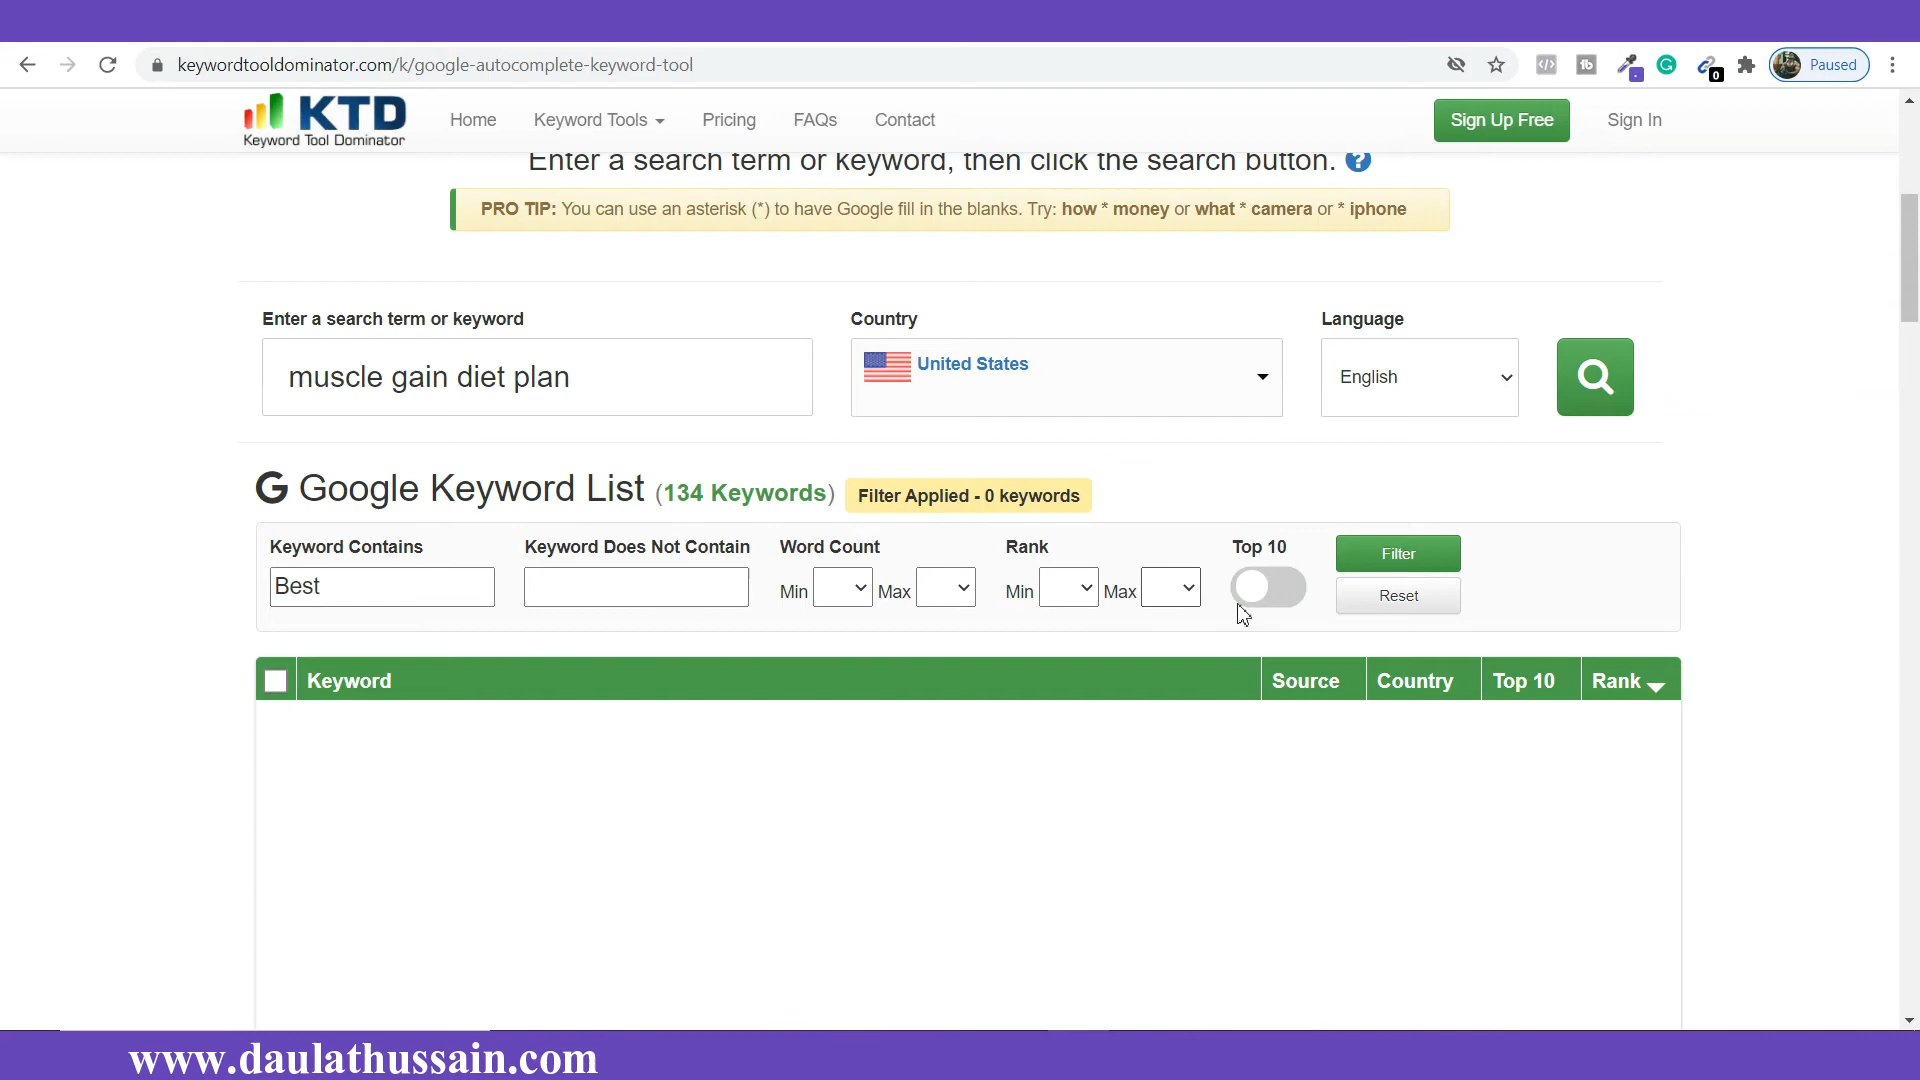 keywordtooldominator.com/k/google-autocomplete-keyword-tool
0
Paused
KTD
Keyword Tool Dominator
Home Keyword Tools Pricing FAQs Contact Sign Up Free Sign In
Enter a search term or keyword, then click the search button. ?
PRO TIP: You can use an asterisk (*) to have Google fill in the blanks. Try: how * money or what * camera or * iphone
Enter a search term or keyword Country Language
muscle gain diet plan United States English
G Google Keyword List (134 Keywords) Filter Applied - 0 keywords
Keyword Contains Keyword Does Not Contain Word Count Rank Top 10 Filter
Best Min Max Min Max Reset
Keyword Source Country Top 10 Rank
www.daulathussain.com